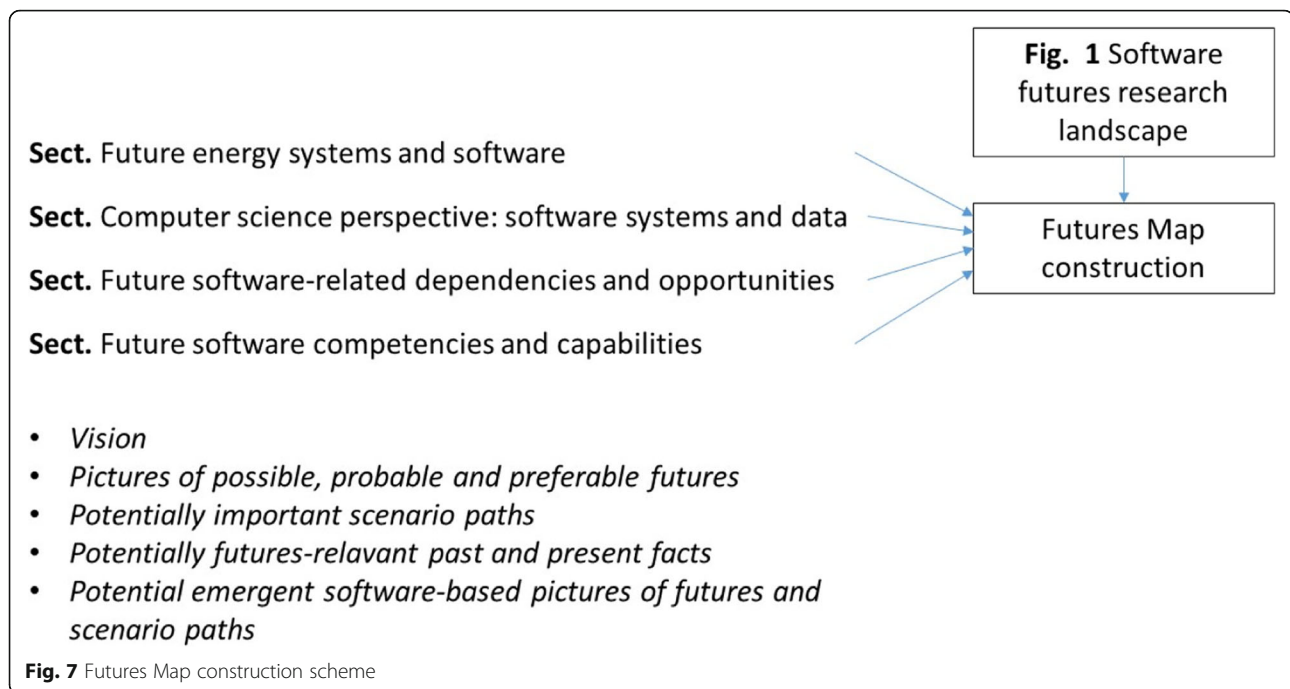 Fig. 1 Software
futures research
landscape
Sect. Future energy systems and software
Sect. Computer science perspective: software systems and data
Sect. Future software-related dependencies and opportunities
Sect. Future software competencies and capabilities
Futures Map
construction
• Vision
• Pictures of possible, probable and preferable futures
• Potentially important scenario paths
• Potentially futures-relavant past and present facts
• Potential emergent software-based pictures of futures and
scenario paths
Fig. 7 Futures Map construction scheme